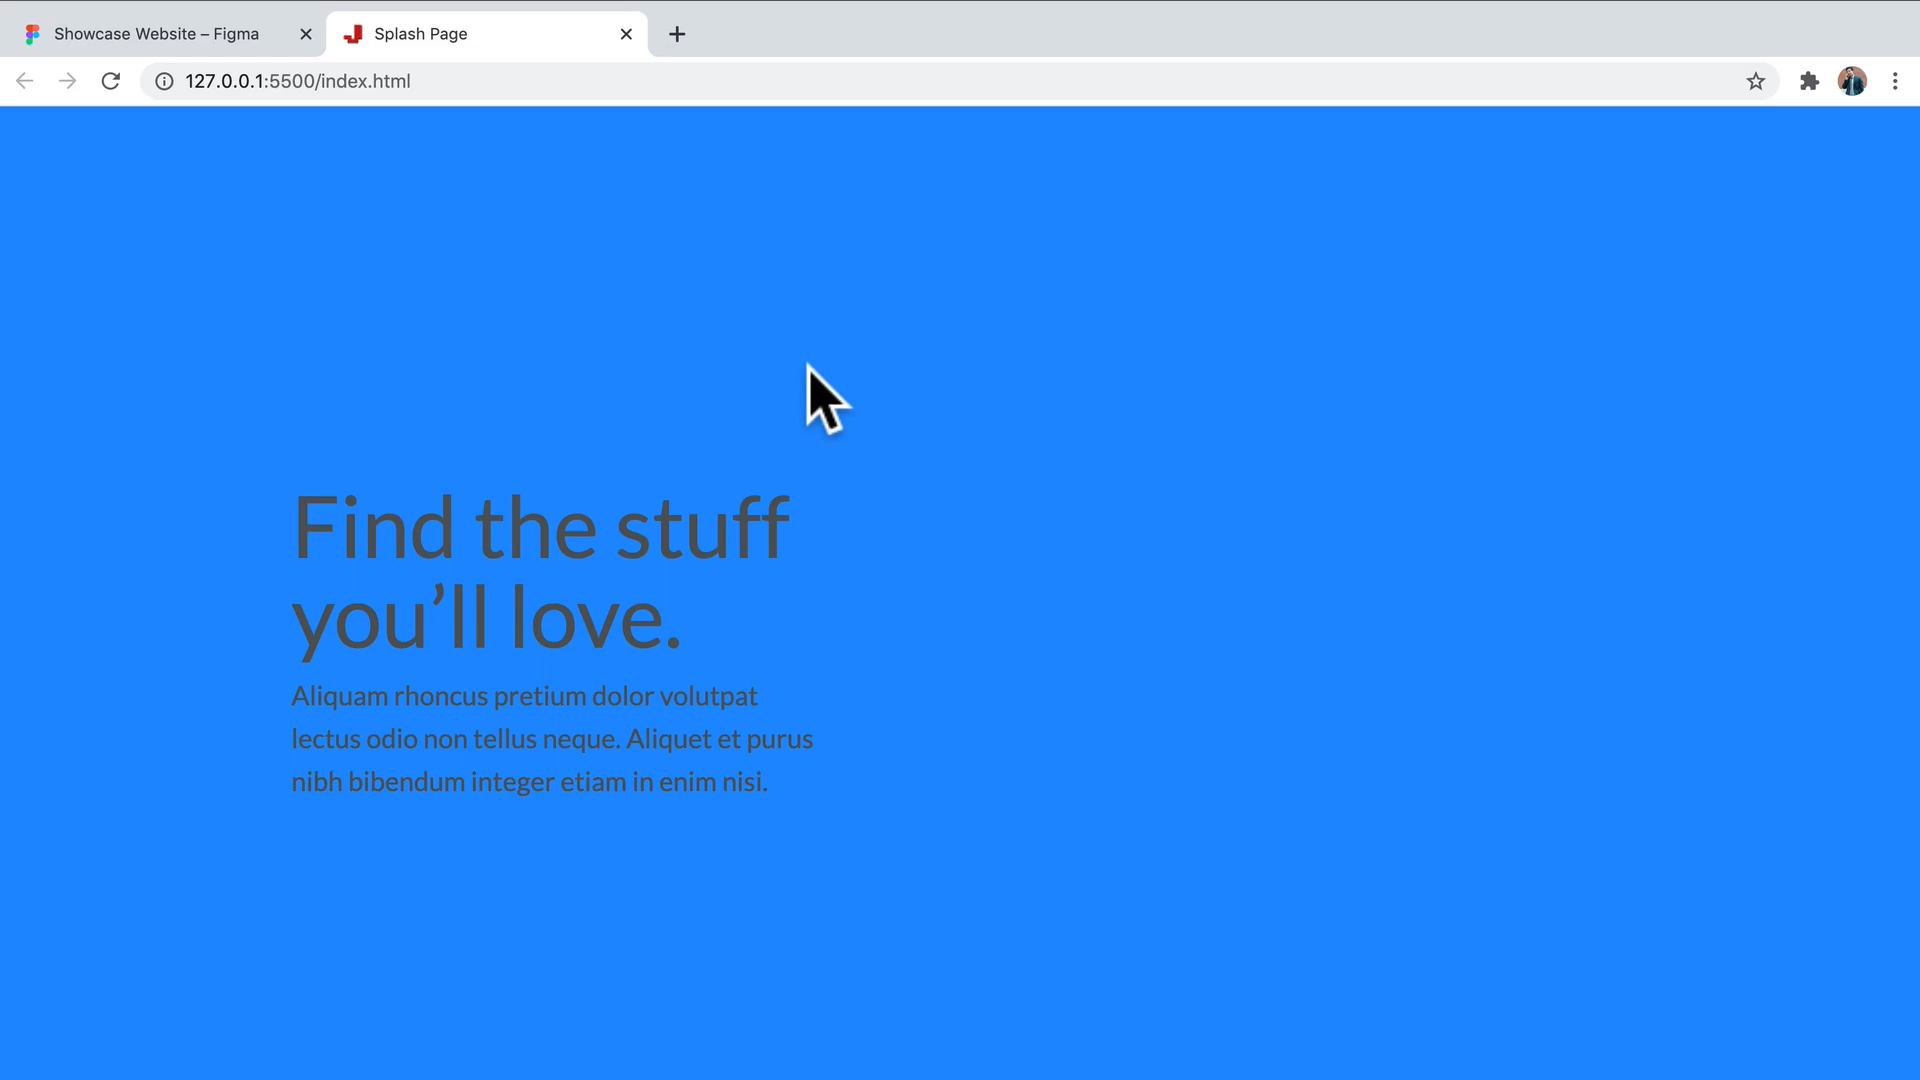 Showcase Website – Figma
Splash Page
127.0.0.1:5500/index.html
Find the stuff
you’ll love.
Aliquam rhoncus pretium dolor volutpat
lectus odio non tellus neque. Aliquet et purus
nibh bibendum integer etiam in enim nisi.